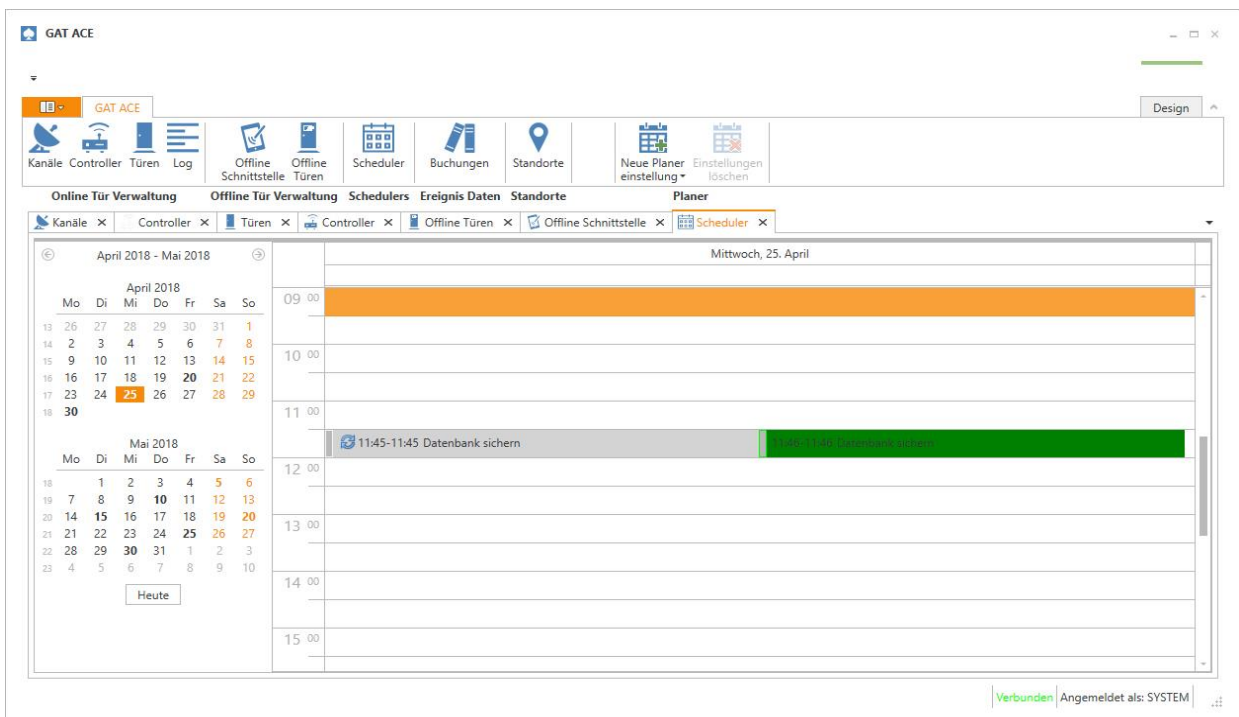 GAT ACE
GAT ACE
Design
Kanäle Controller Türen Log
Offline Schnittstelle
Offline Türen
Scheduler
Buchungen
Standorte
Neue Planer einstellung
Einstellungen löschen
Online Tür Verwaltung Offline Tür Verwaltung Schedulers Ereignis Daten Standorte Planer
Kanäle Controller Türen Controller Offline Türen Offline Schnittstelle Scheduler
April 2018 - Mai 2018
April 2018
Mo Di Mi Do Fr Sa So
13 26 27 28 29 30 31 1
14 2 3 4 5 6 7 8
15 9 10 11 12 13 14 15
16 16 17 18 19 20 21 22
17 23 24 25 26 27 28 29
18 30
Mai 2018
Mo Di Mi Do Fr Sa So
18 1 2 3 4 5 6
19 7 8 9 10 11 12 13
20 14 15 16 17 18 19 20
21 21 22 23 24 25 26 27
22 28 29 30 31 1 2 3
23 4 5 6 7 8 9 10
Heute
Mittwoch, 25. April
09 00
10 00
11 00
11:45-11:45 Datenbank sichern
11:46-11:46 Datenbank sichern
12 00
13 00
14 00
15 00
Verbunden Angemeldet als: SYSTEM